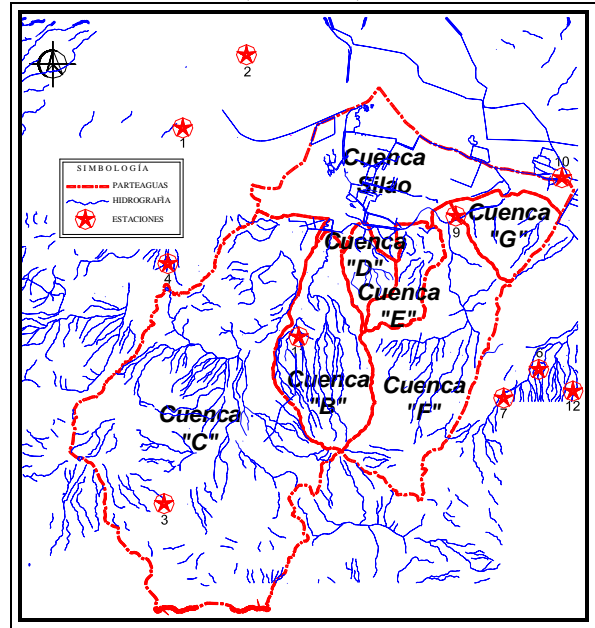 2
1
SIMBOLOGÍA
PARTEAGUAS
HIDROGRAFÍA
ESTACIONES
Cuenca
Silao
10
9
Cuenca
"G"
Cuenca
"D"
4
Cuenca
"E"
6
Cuenca
"B"
Cuenca
"F"
7
12
Cuenca
"C"
3